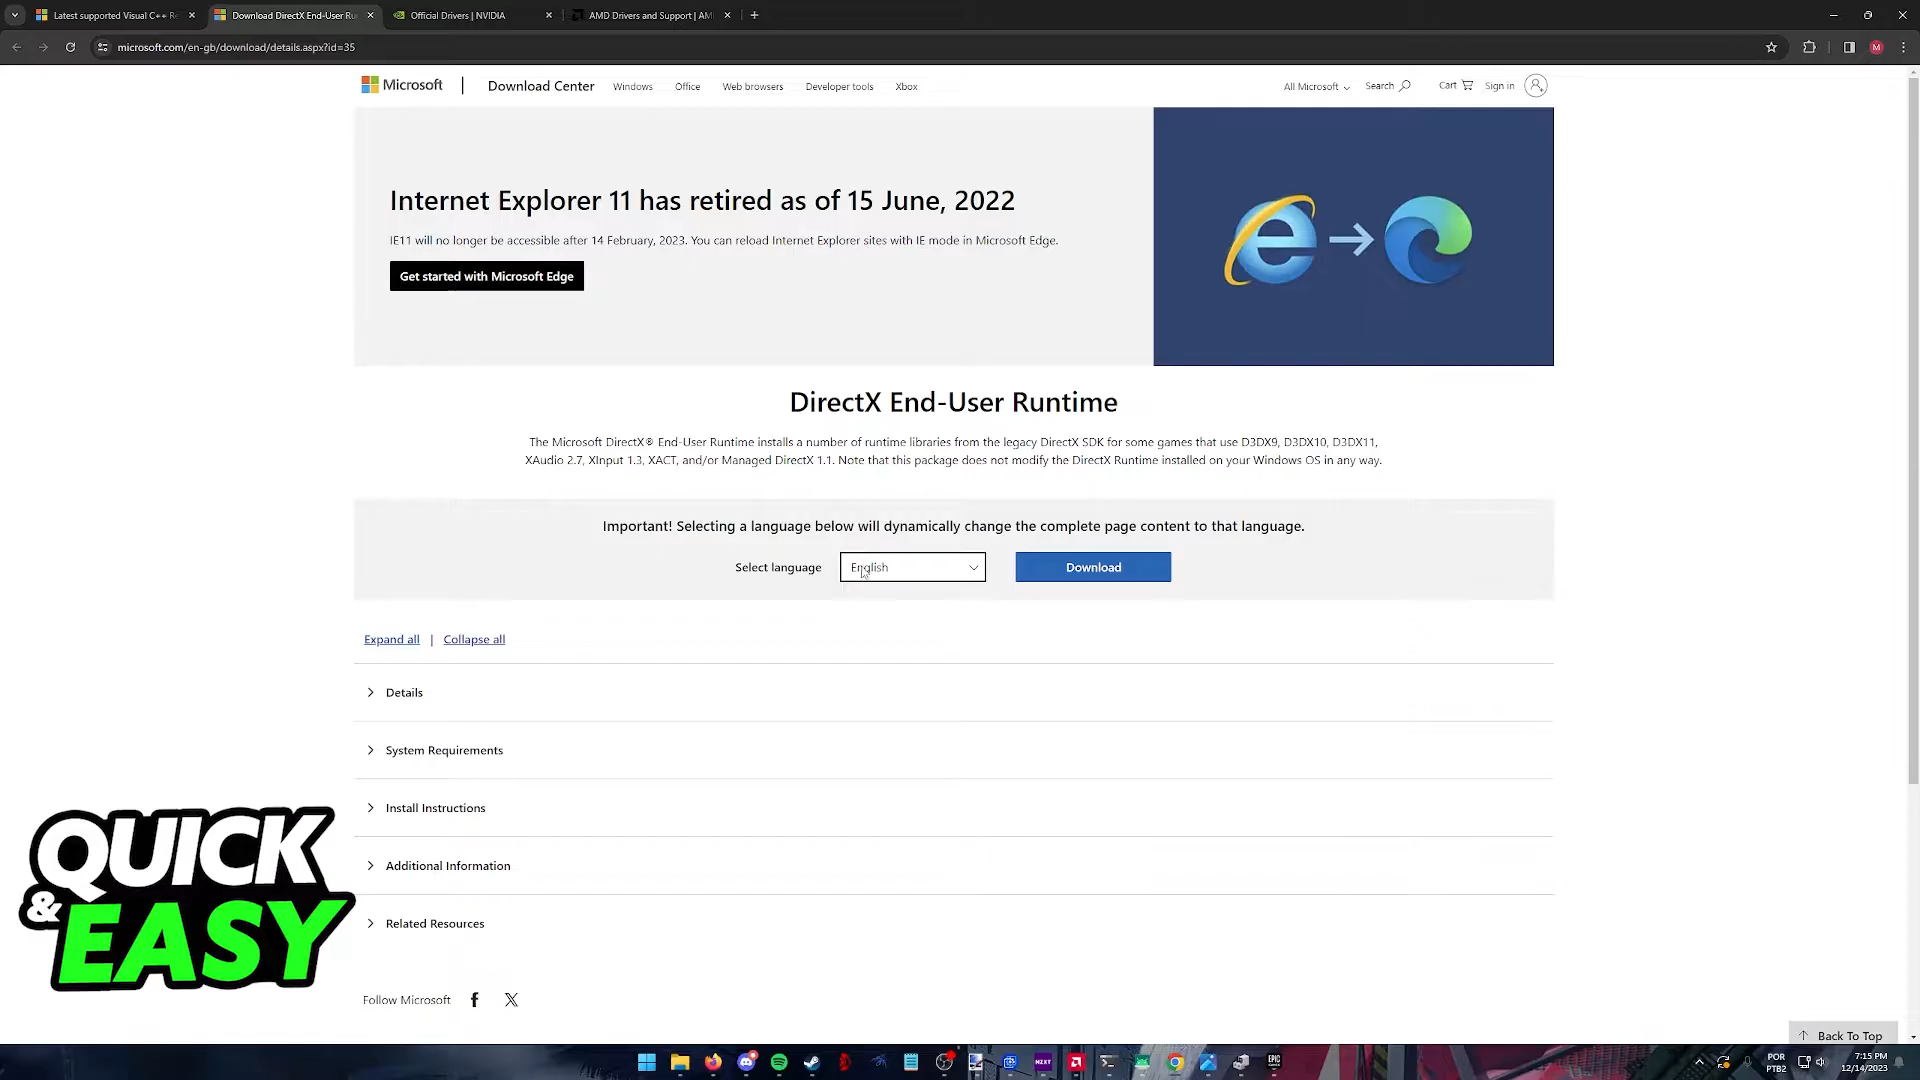 Latest supported Visual C++ Re
Download DirectX End-User Ru
Official Drivers | NVIDIA
AMD Drivers and Support | AM
microsoft.com/en-gb/download/details.aspx?id=35
M
Microsoft
Download Center
Windows
Office
Web browsers
Developer tools
Xbox
All Microsoft
Search
Cart
Sign in
Internet Explorer 11 has retired as of 15 June, 2022
IE11 will no longer be accessible after 14 February, 2023. You can reload Internet Explorer sites with IE mode in Microsoft Edge.
Get started with Microsoft Edge
DirectX End-User Runtime
The Microsoft DirectX® End-User Runtime installs a number of runtime libraries from the legacy DirectX SDK for some games that use D3DX9, D3DX10, D3DX11,
XAudio 2.7, XInput 1.3, XACT, and/or Managed DirectX 1.1. Note that this package does not modify the DirectX Runtime installed on your Windows OS in any way.
Important! Selecting a language below will dynamically change the complete page content to that language.
Select language
English
Download
Expand all | Collapse all
Details
System Requirements
Install Instructions
Additional Information
Related Resources
QUICK
& EASY
Follow Microsoft
Back To Top
NZXT
EPIC
POR
PTB2
7:15 PM
12/14/2023